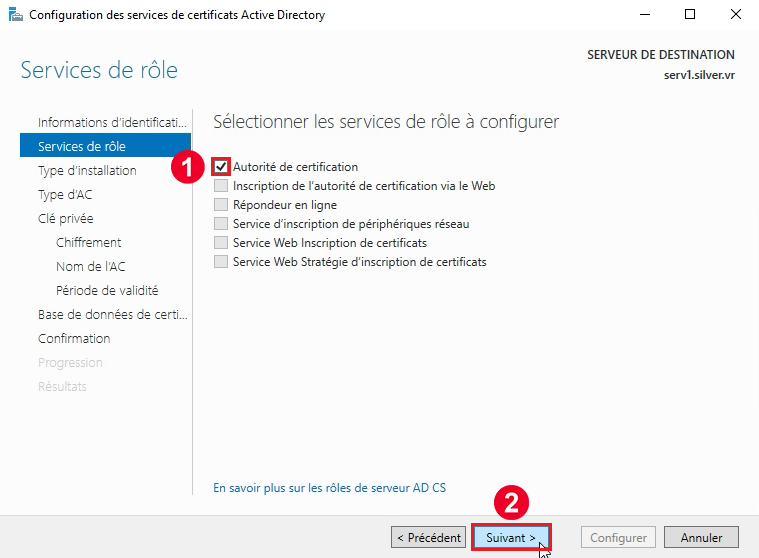 Configuration des services de certificats Active Directory
Services de rôle
SERVEUR DE DESTINATION
serv1.silver.vr
Informations d'identificati...
Services de rôle
Type d'installation
Type d'AC
Clé privée
Chiffrement
Nom de l'AC
Période de validité
Base de données de certi...
Confirmation
Progression
Résultats
Sélectionner les services de rôle à configurer
1
Autorité de certification
Inscription de l'autorité de certification via le Web
Répondeur en ligne
Service d'inscription de périphériques réseau
Service Web Inscription de certificats
Service Web Stratégie d'inscription de certificats
En savoir plus sur les rôles de serveur AD CS
2
< Précédent
Suivant >
Configurer
Annuler